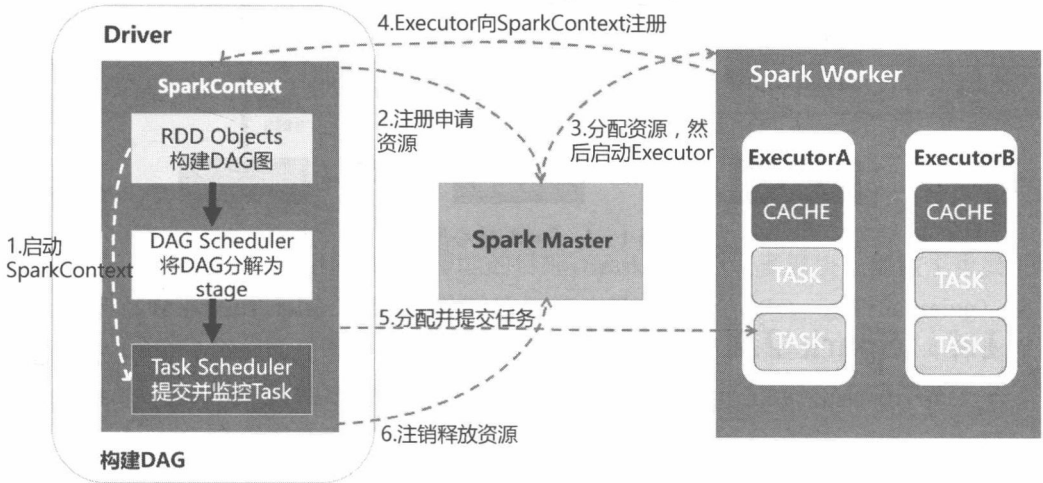 Driver
SparkContext
RDD Objects
构建DAG图
DAG Scheduler
将DAG分解为
stage
Task Scheduler
提交并监控Task
构建DAG
1.启动
SparkContext
2.注册申请
资源
3.分配资源，然
后启动Executor
4.Executor向SparkContext注册
5.分配并提交任务
6.注销释放资源
Spark Master
Spark Worker
ExecutorA
CACHE
TASK
TASK
ExecutorB
CACHE
TASK
TASK